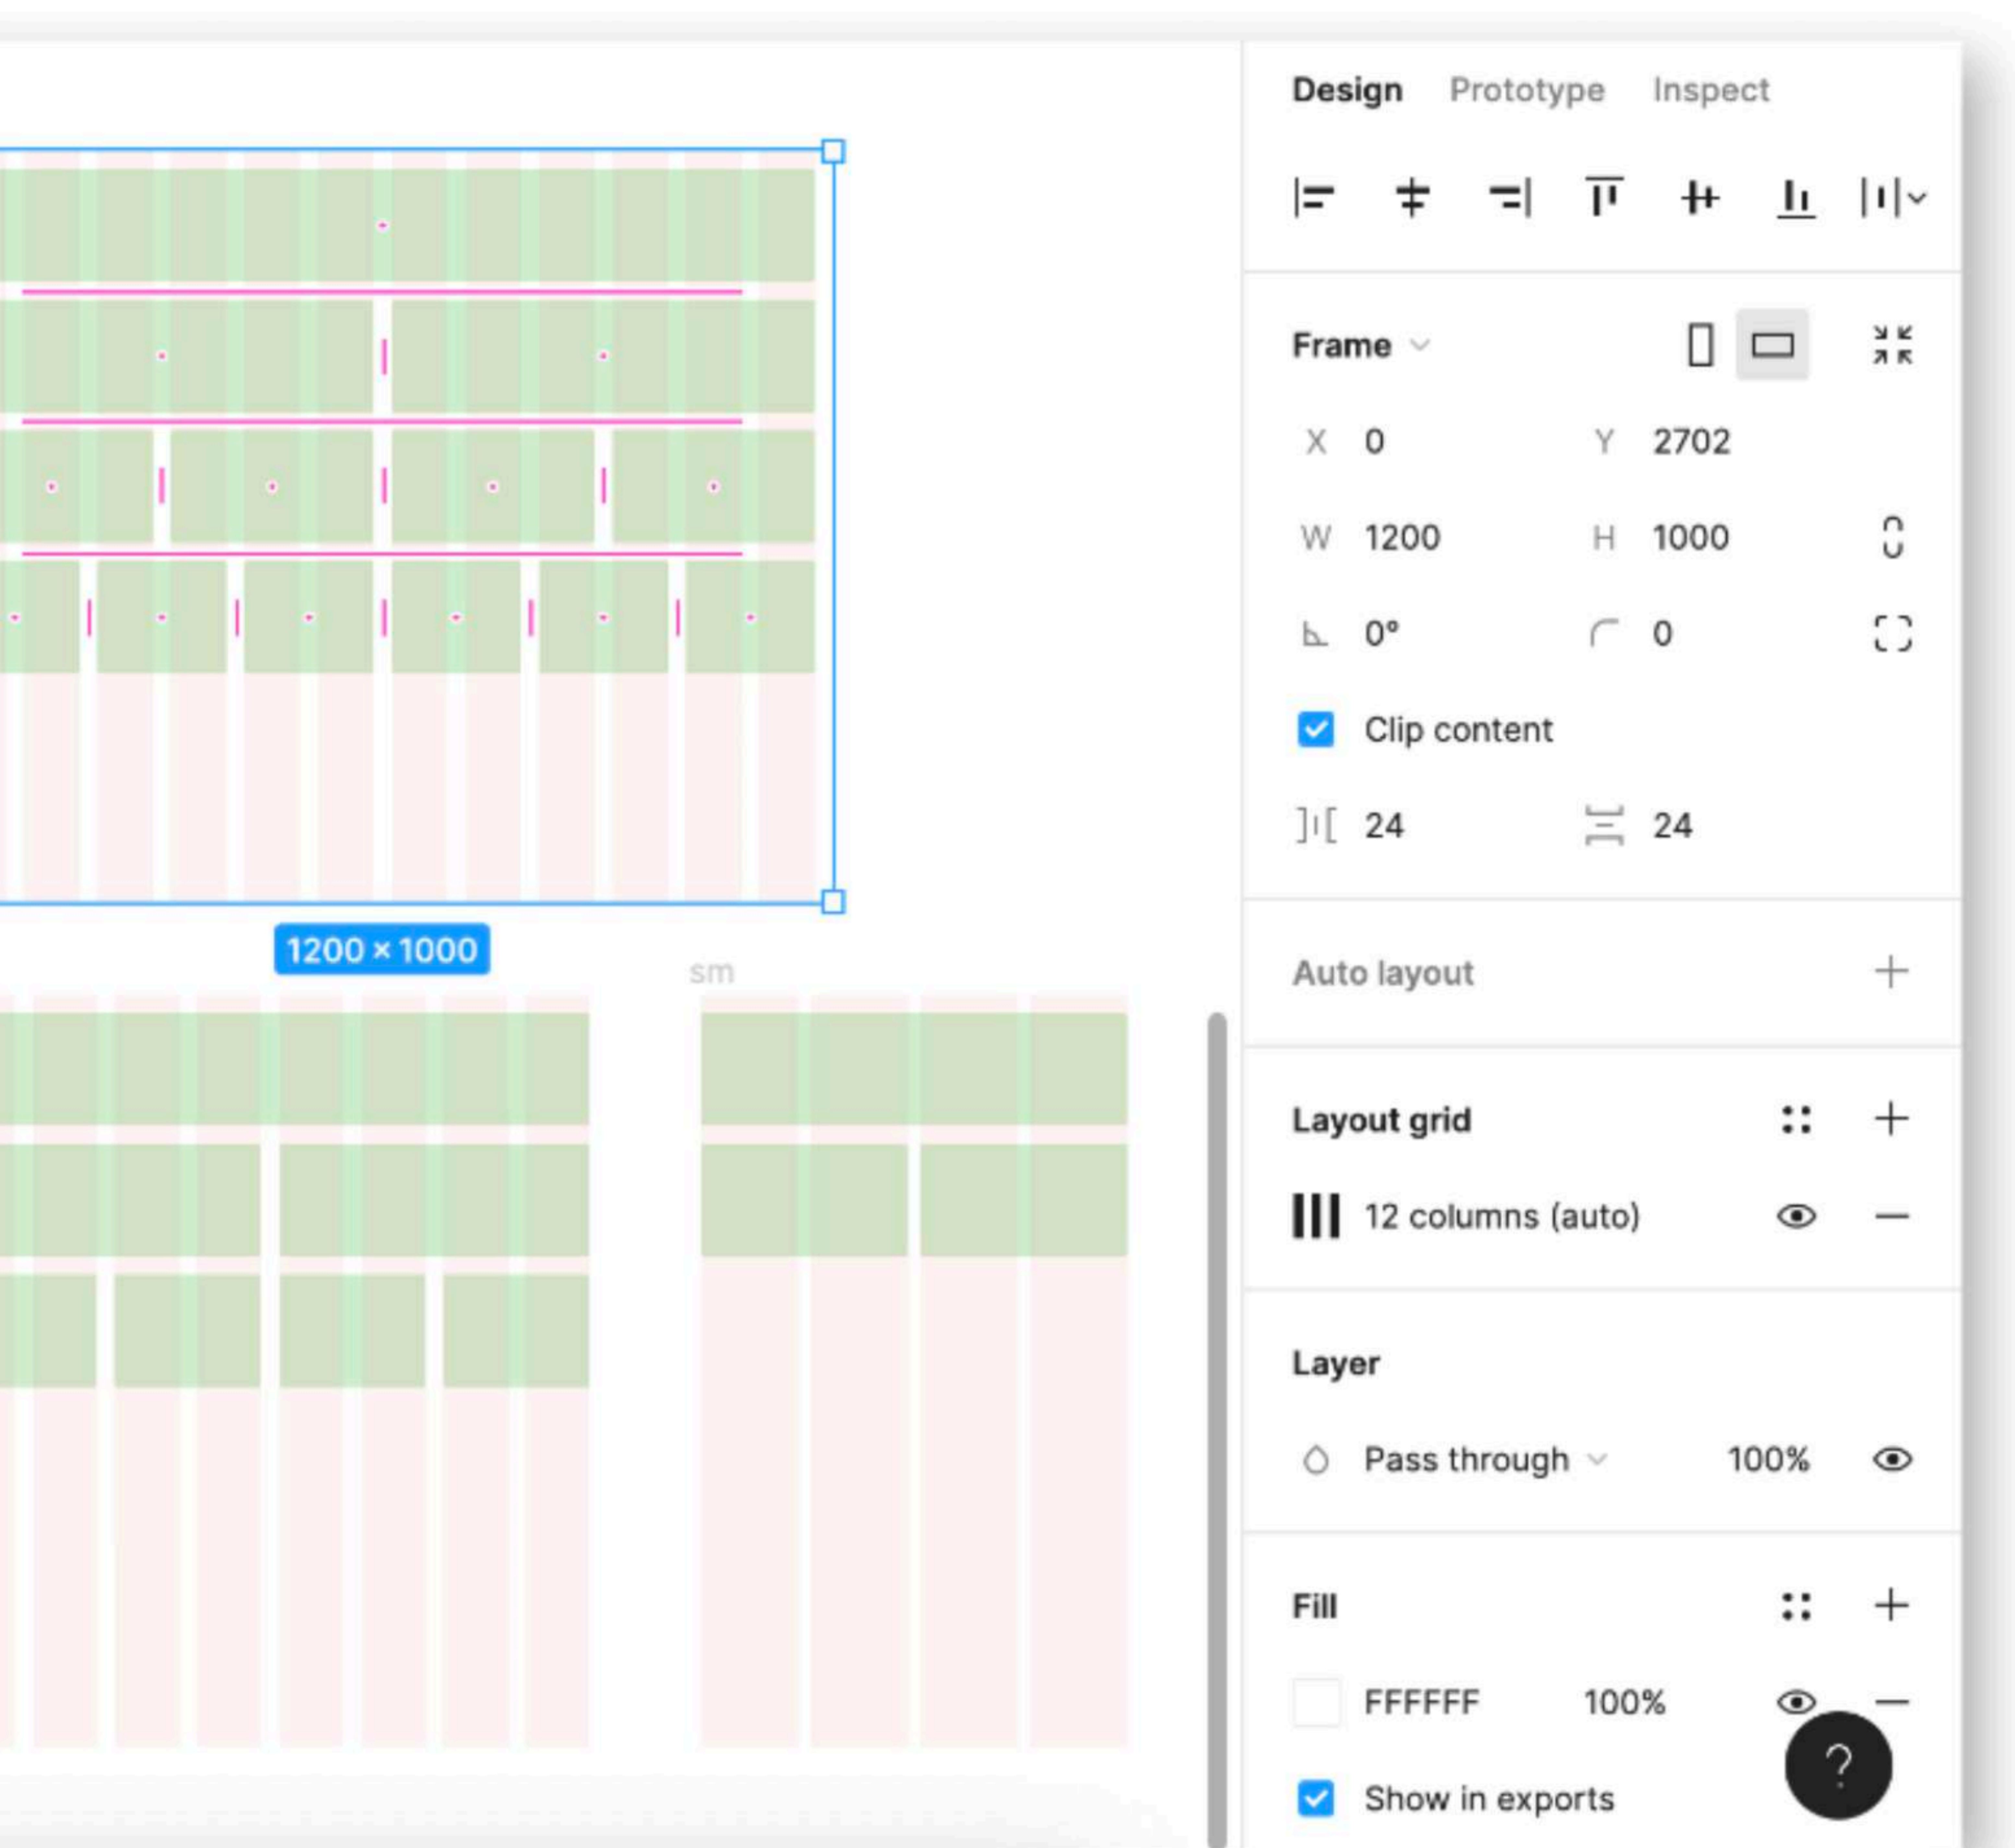 Design Prototype Inspect
Frame
X 0 Y 2702
W 1200 H 1000
0° 0
Clip content
24 24
1200 × 1000
sm
Auto layout
Layout grid
12 columns (auto)
Layer
Pass through 100%
Fill
FFFFFF 100%
?
Show in exports